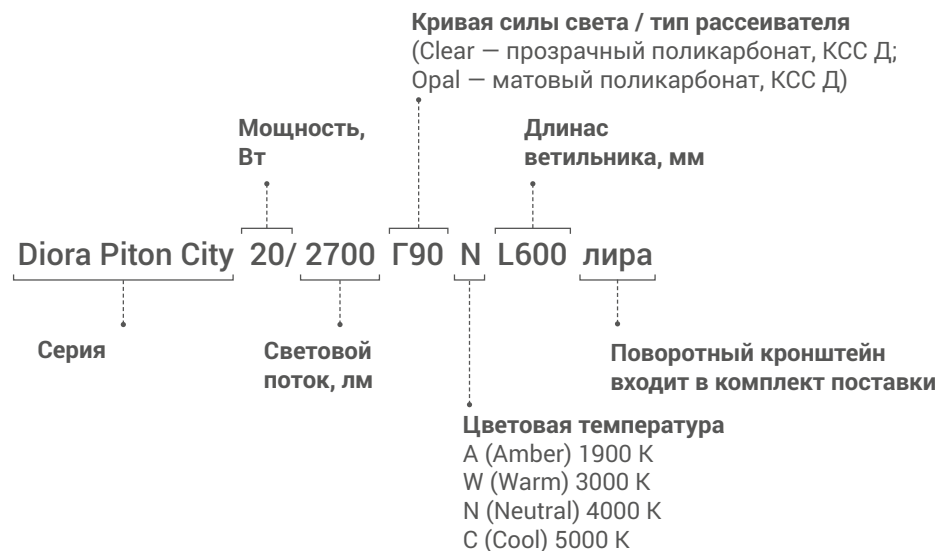 Кривая силы света / тип рассеивателя
(Clear — прозрачный поликарбонат, КСС Д;
Opal — матовый поликарбонат, КСС Д)
Мощность,
Вт
Длинас
ветильника, мм
Diora Piton City 20/ 2700 Г90 N L600 лира
Серия
Световой
поток, лм
Поворотный кронштейн
входит в комплект поставки
Цветовая температура
A (Amber) 1900 К
W (Warm) 3000 К
N (Neutral) 4000 К
C (Cool) 5000 К